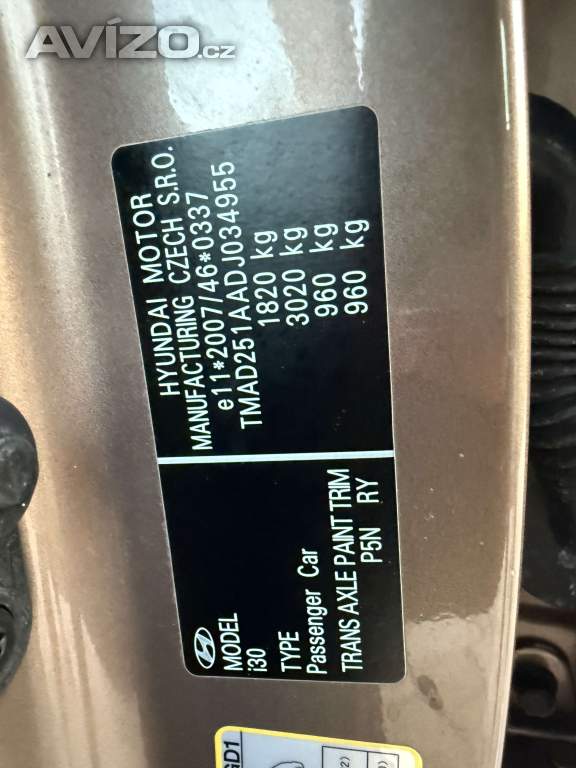 AVÍZO.cz
HYUNDAI MOTOR
MANUFACTURING CZECH S.R.O.
e11*2007/46*0337
TMAD251AADJ034955
1820 kg
3020 kg
960 kg
960 kg
MODEL
i30
TYPE
Passenger Car
TRANS AXLE PAINT TRIM
P5N RY
GD1